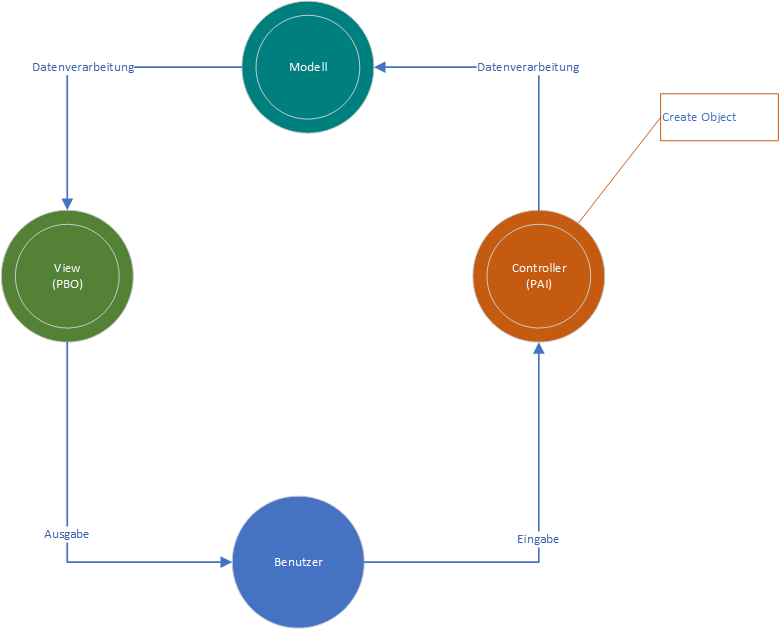 Datenverarbeitung
Modell
Datenverarbeitung
Create Object
View
(PBO)
Controller
(PAI)
Ausgabe
Eingabe
Benutzer